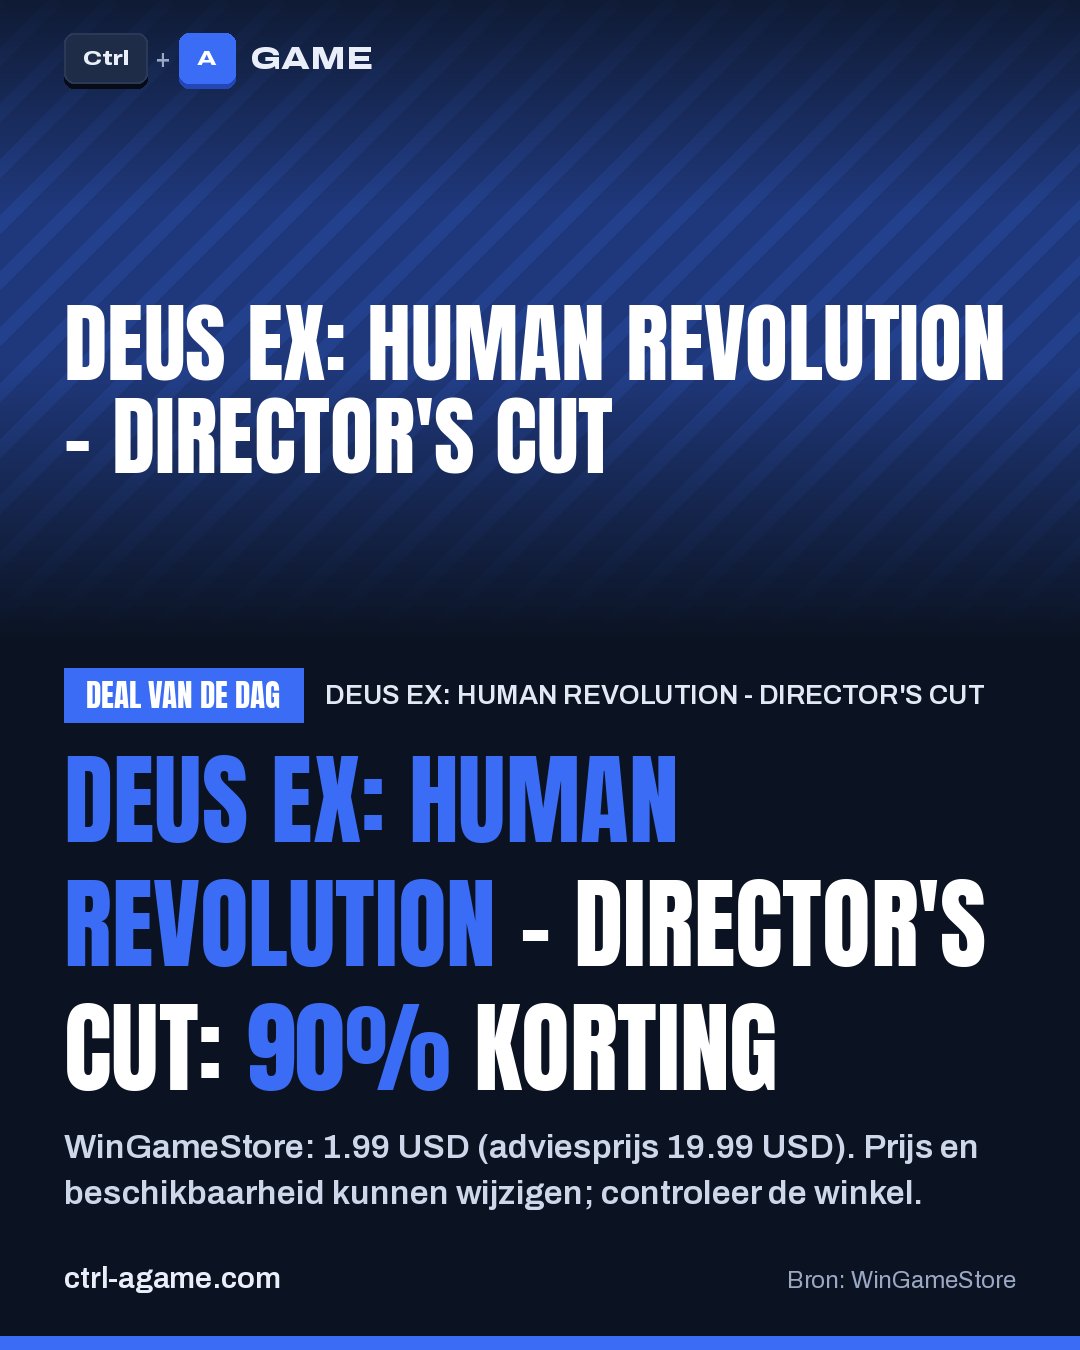 Ctrl + A GAME
DEUS EX: HUMAN REVOLUTION
- DIRECTOR'S CUT
DEAL VAN DE DAG DEUS EX: HUMAN REVOLUTION - DIRECTOR'S CUT
DEUS EX: HUMAN
REVOLUTION - DIRECTOR'S
CUT: 90% KORTING
WinGameStore: 1.99 USD (adviesprijs 19.99 USD). Prijs en
beschikbaarheid kunnen wijzigen; controleer de winkel.
ctrl-agame.com Bron: WinGameStore